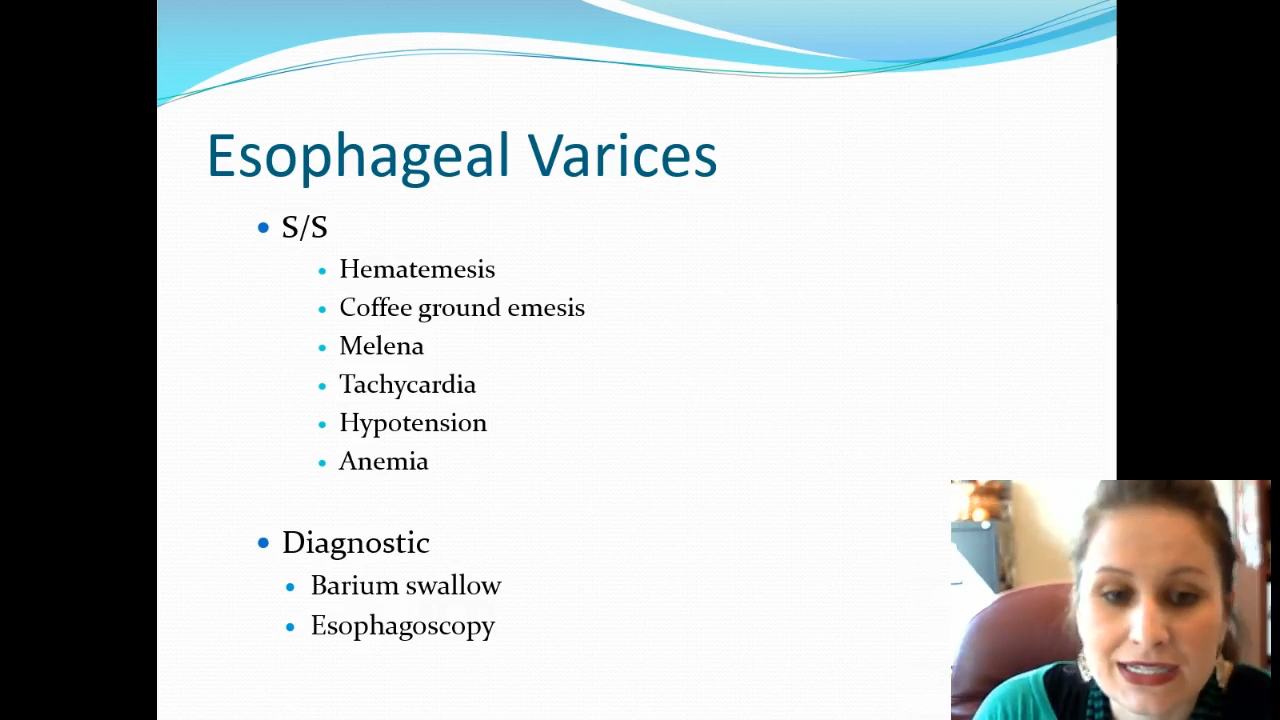 Esophageal Varices
S/S
Hematemesis
Coffee ground emesis
Melena
Tachycardia
Hypotension
Anemia
Diagnostic
Barium swallow
Esophagoscopy